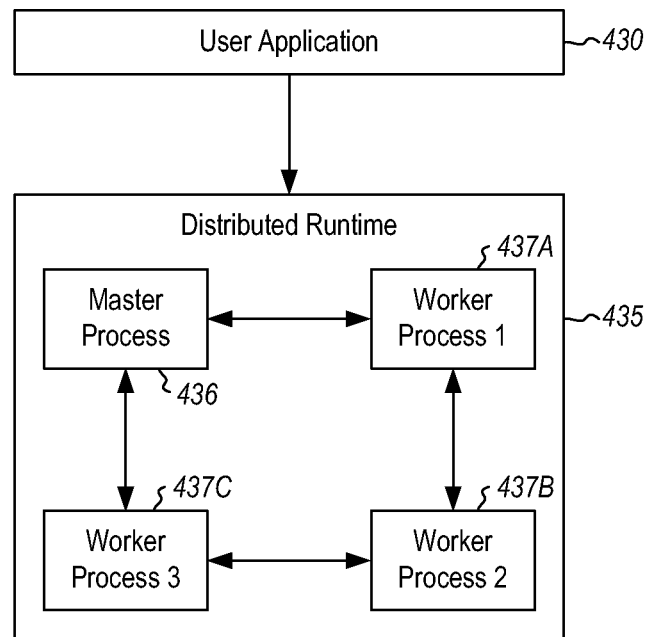 User Application
430
Distributed Runtime
437A
Master
Process
Worker
Process 1
435
436
437C
437B
Worker
Process 3
Worker
Process 2